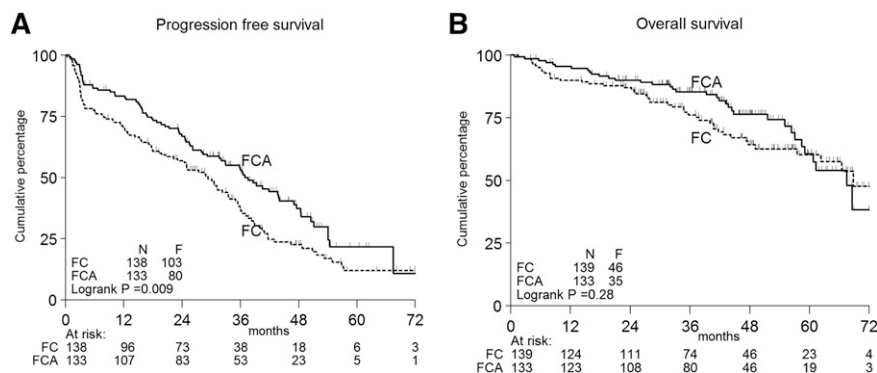 A
Progression free survival
100
75
50
25
0
Cumulative percentage
FCA
FC
N F
FC 138 103
FCA 133 80
Logrank P =0.009
0 12 24 36 48 60 72
months
At risk:
FC 138 96 73 38 18 6 3
FCA 133 107 83 53 23 5 1
B
Overall survival
100
75
50
25
0
Cumulative percentage
FCA
FC
N F
FC 139 46
FCA 133 35
Logrank P =0.28
0 12 24 36 48 60 72
months
At risk:
FC 139 124 111 74 46 23 4
FCA 133 123 108 80 46 19 3